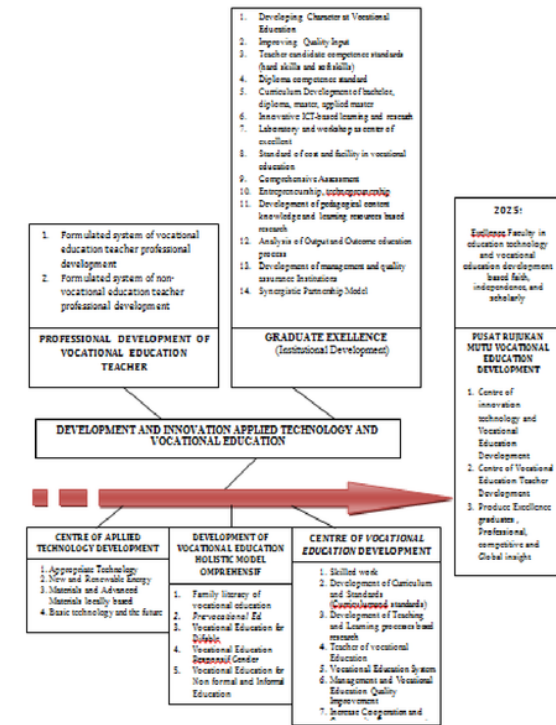 1. Developing Character at Vocational
Education
2. Improving Quality Input
3. Teacher candidate competence standards
(hard skills and softskills)
4. Diploma competence standard
5. Curriculum Development of bachelor,
diploma, master, applied master
6. Innovative ICT-based learning and research
7. Laboratory and workshop as center of
excellent
8. Standard of cost and facility in vocational
education
9. Comprehensive Assessment
10. Entrepreneurship, technopreneurship
11. Development of pedagogical content
knowledge and learning resources based
research
12. Analysis of Output and Outcome education
process
13. Development of management and quality
assurance Institutions
14. Synergistic Partnership Model
GRADUATE EXELLENCE
(Institutional Development)
1. Formulated system of vocational
education teacher professional
development
2. Formulated system of non-
vocational education teacher
professional development
PROFESSIONAL DEVELOPMENT OF
VOCATIONAL EDUCATION
TEACHER
2025:
Faculty in
education technology
and vocational
education development
based faith,
independence, and
scholarly
PUSAT RUJUKAN
MUTU VOCATIONAL
EDUCATION
DEVELOPMENT
1. Centre of
innovation
technology and
Vocational
Education
Development
2. Centre of Vocational
Education Teacher
Development
3. Produce Excellence
graduates ,
Professional,
competitive and
Global insight
DEVELOPMENT AND INNOVATION APPLIED TECHNOLOGY AND
VOCATIONAL EDUCATION
CENTRE OF APLLIED
TECHNOLOGY DEVELOPMENT
1. Appropriate Technology
2. New and Renewable Energy
3. Materials and Advanced
Materials locally based
4. Basic technology and the future
DEVELOPMENT OF
VOCATIONAL EDUCATION
HOLISTIC MODEL
OMPREHENSIF
1. Family literacy of
vocational education
2. Prevocational Ed
3. Vocational Education for
Difable
4. Vocational Education
Responsif Gender
5. Vocational Education for
Non formal and Informal
Education
CENTRE OF VOCATIONAL
EDUCATION DEVELOPMENT
1. Skilled work
2. Development of Curriculum
and Standards
(Curriculum and standards)
3. Development of Teaching
and Learning processes based
research
4. Teacher of vocational
Education
5. Vocational Education System
6. Management and Vocational
Education Quality
Improvement
7. Increase Cooperation and